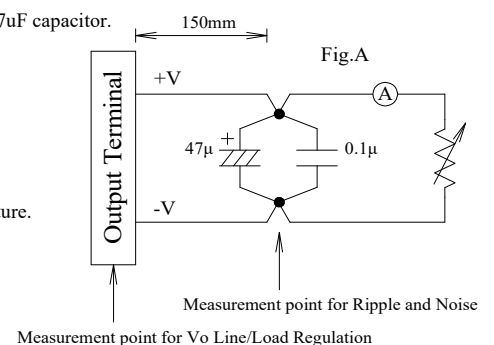 7uF capacitor.
150mm
Fig.A
+V
A
Output Terminal
+
47μ
0.1μ
ture.
-V
Measurement point for Ripple and Noise
Measurement point for Vo Line/Load Regulation